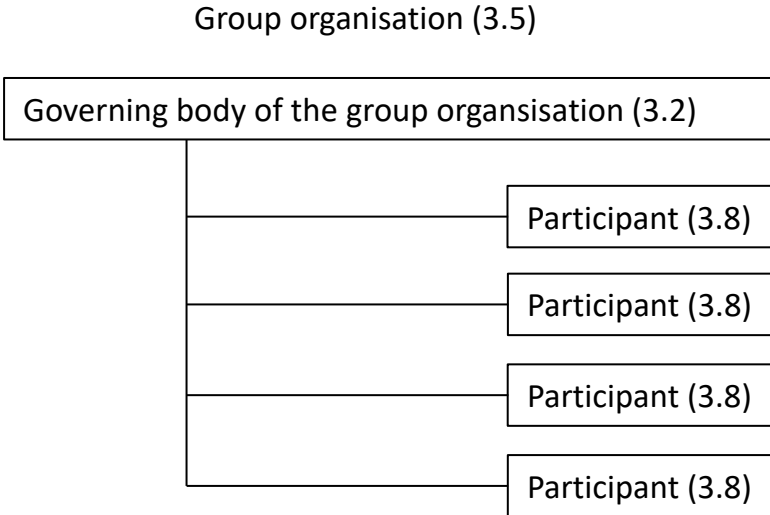 Group organisation (3.5)
Governing body of the group organsisation (3.2)
Participant (3.8)
Participant (3.8)
Participant (3.8)
Participant (3.8)